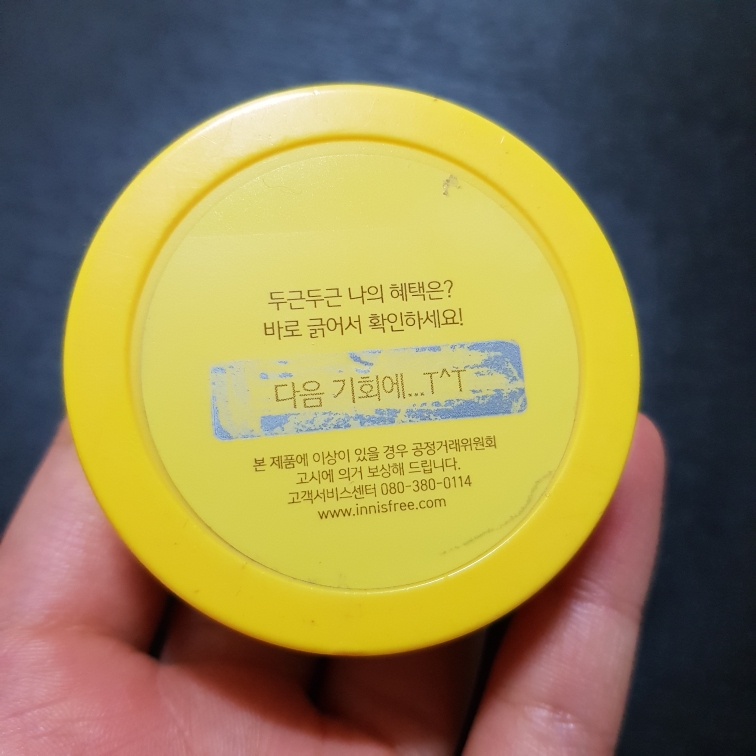 두근두근 나의 혜택은?
바로 긁어서 확인하세요!
다음 기회에...T^T
본 제품에 이상이 있을 경우 공정거래위원회
고시에 의거 보상해 드립니다.
고객서비스센터 080-380-0114
www.innisfree.com